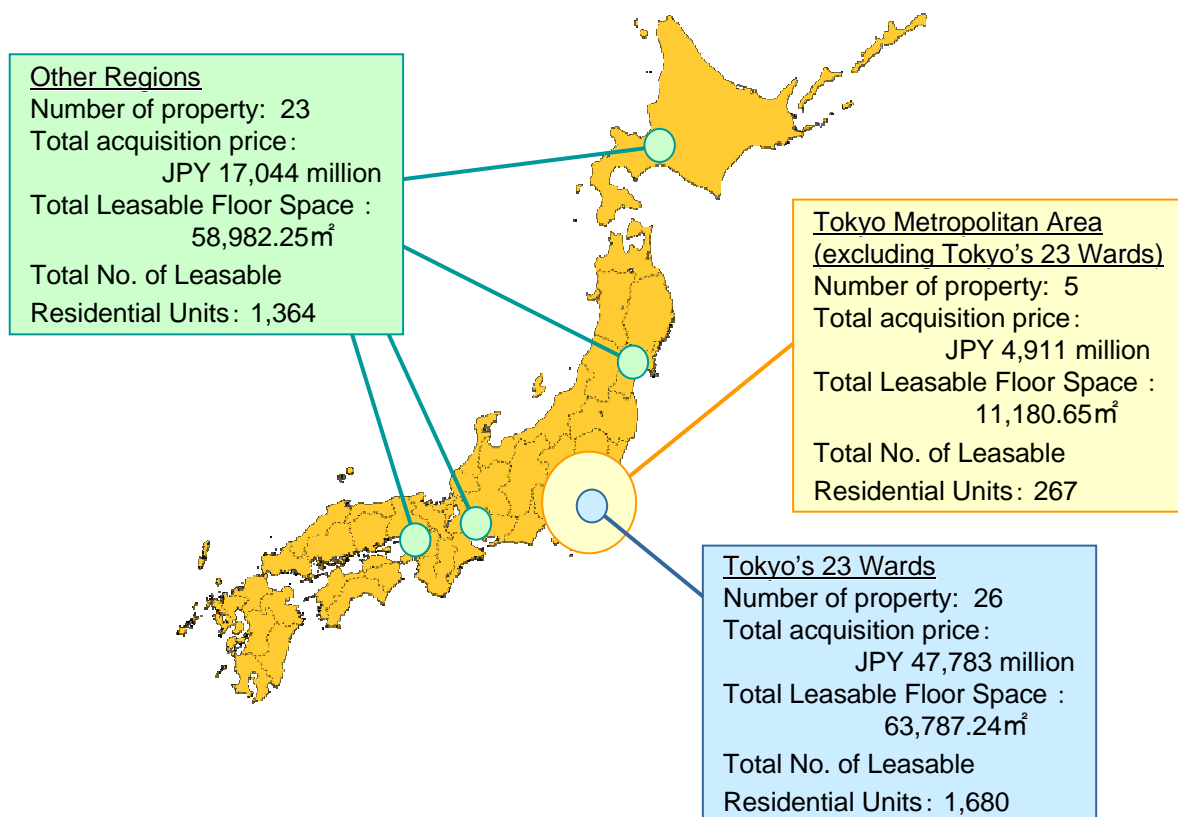 Other Regions
Number of property: 23
Total acquisition price:
JPY 17,044 million
Total Leasable Floor Space :
58,982.25㎡
Total No. of Leasable
Residential Units: 1,364
Tokyo Metropolitan Area
(excluding Tokyo's 23 Wards)
Number of property: 5
Total acquisition price:
JPY 4,911 million
Total Leasable Floor Space :
11,180.65㎡
Total No. of Leasable
Residential Units: 267
Tokyo's 23 Wards
Number of property: 26
Total acquisition price:
JPY 47,783 million
Total Leasable Floor Space :
63,787.24㎡
Total No. of Leasable
Residential Units: 1,680